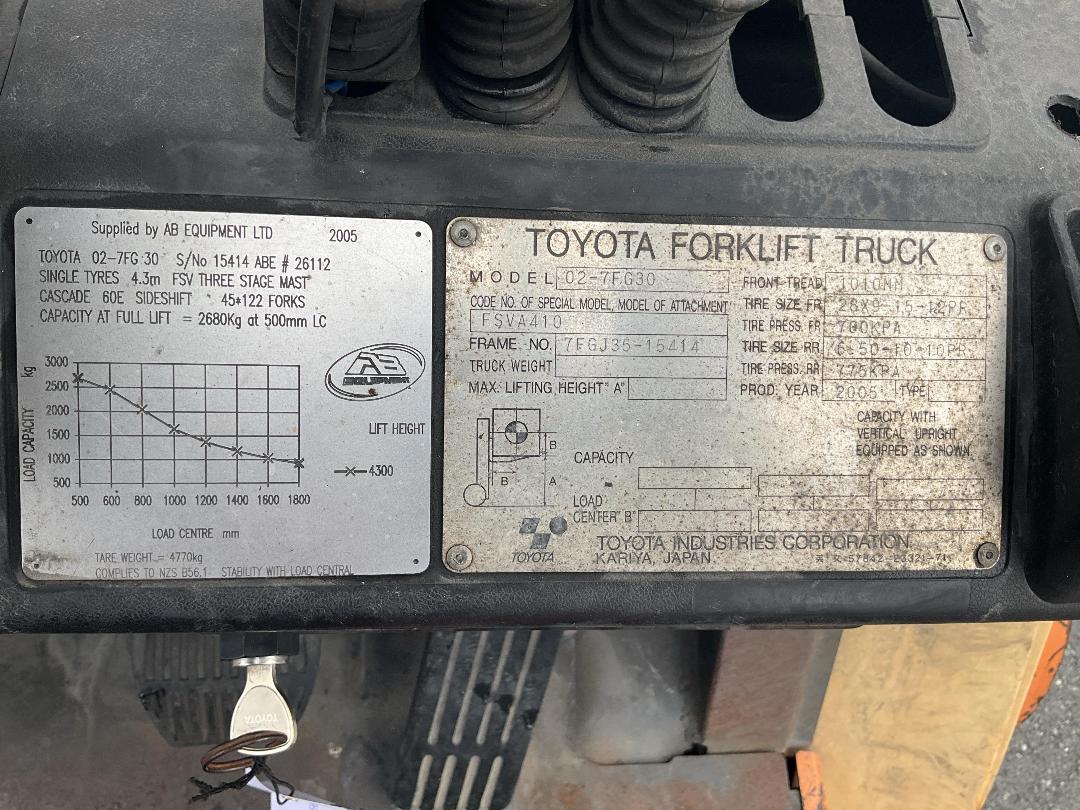 Supplied by AB EQUIPMENT LTD 2005
TOYOTA 02-7FG 30 S/No 15414 ABE # 26112
SINGLE TYRES 4.3m FSV THREE STAGE MAST
CASCADE 60E SIDESHIFT 45*122 FORKS
CAPACITY AT FULL LIFT = 2680Kg at 500mm LC
LOAD CAPACITY kg
3000
2500
2000
1500
1000
500
500 600 800 1000 1200 1400 1600 1800
LOAD CENTRE mm
AB
EQUIPMENT
LIFT HEIGHT
4300
TARE WEIGHT = 4770kg
COMPLIES TO NZS B56.1 STABILITY WITH LOAD CENTRAL
TOYOTA FORKLIFT TRUCK
MODEL 02-7FG30
CODE NO. OF SPECIAL MODEL, MODEL OF ATTACHMENT
FSVA410
FRAME. NO. 7FGJ35-15414
TRUCK WEIGHT
MAX. LIFTING HEIGHT "A"
FRONT TREAD 1010MM
TIRE SIZE FR 28X9-15-12PR
TIRE PRESS. FR 700KPA
TIRE SIZE RR 6.50-10-10PR
TIRE PRESS. RR 775KPA
PROD. YEAR 2005 TYPE
CAPACITY WITH
VERTICAL UPRIGHT
EQUIPPED AS SHOWN
B
B
A
CAPACITY
LOAD
CENTER "B"
TOYOTA
TOYOTA INDUSTRIES CORPORATION
KARIYA, JAPAN.
TOYOTA